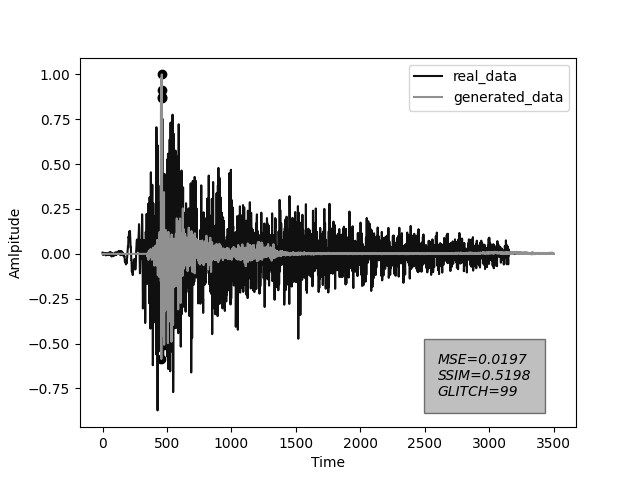 real_data
generated_data
1.00
0.75
0.50
0.25
0.00
−0.25
−0.50
−0.75
Amlpitude
MSE=0.0197
SSIM=0.5198
GLITCH=99
0 500 1000 1500 2000 2500 3000 3500
Time